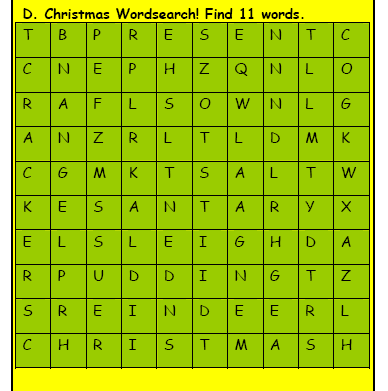 D. Christmas Wordsearch! Find 11 words.
T B P R E S E N T C
C N E P H Z Q N L O
R A F L S O W N L G
A N Z R L T L D M K
C G M K T S A L T W
K E S A N T A R Y X
E L S L E I G H D A
R P U D D I N G T Z
S R E I N D E E R L
C H R I S T M A S H